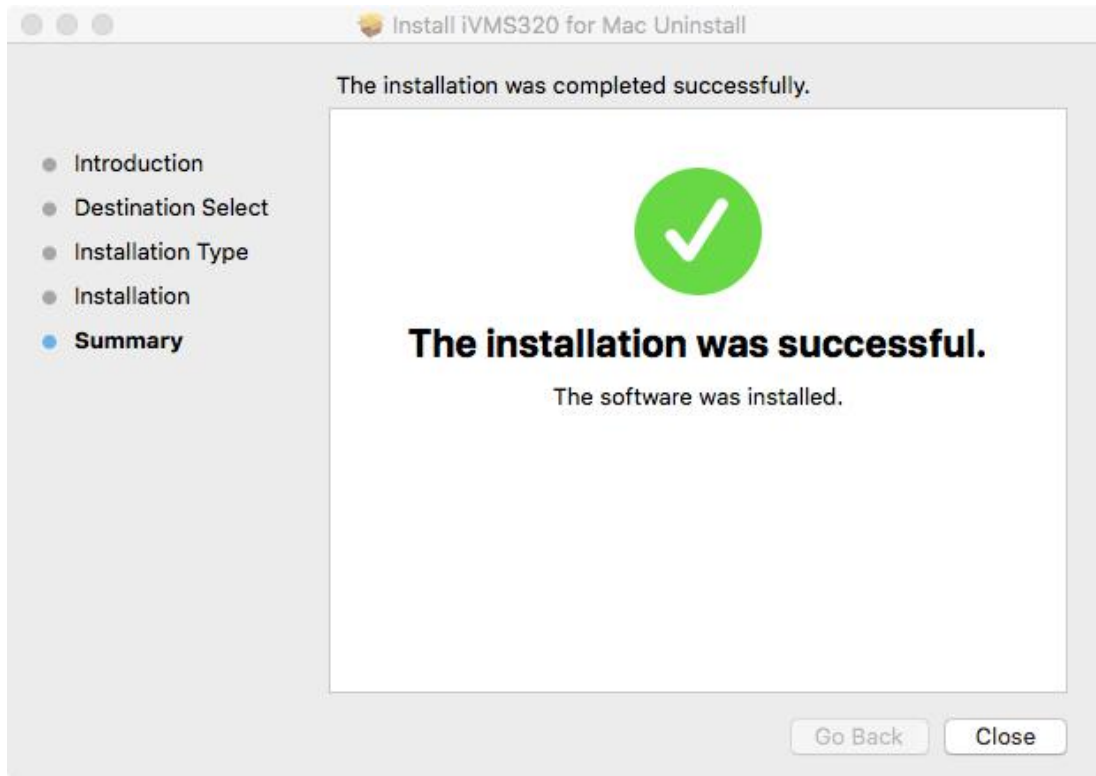 Install iVMS320 for Mac Uninstall
The installation was completed successfully.
Introduction
Destination Select
Installation Type
Installation
Summary
The installation was successful.
The software was installed.
Go Back
Close